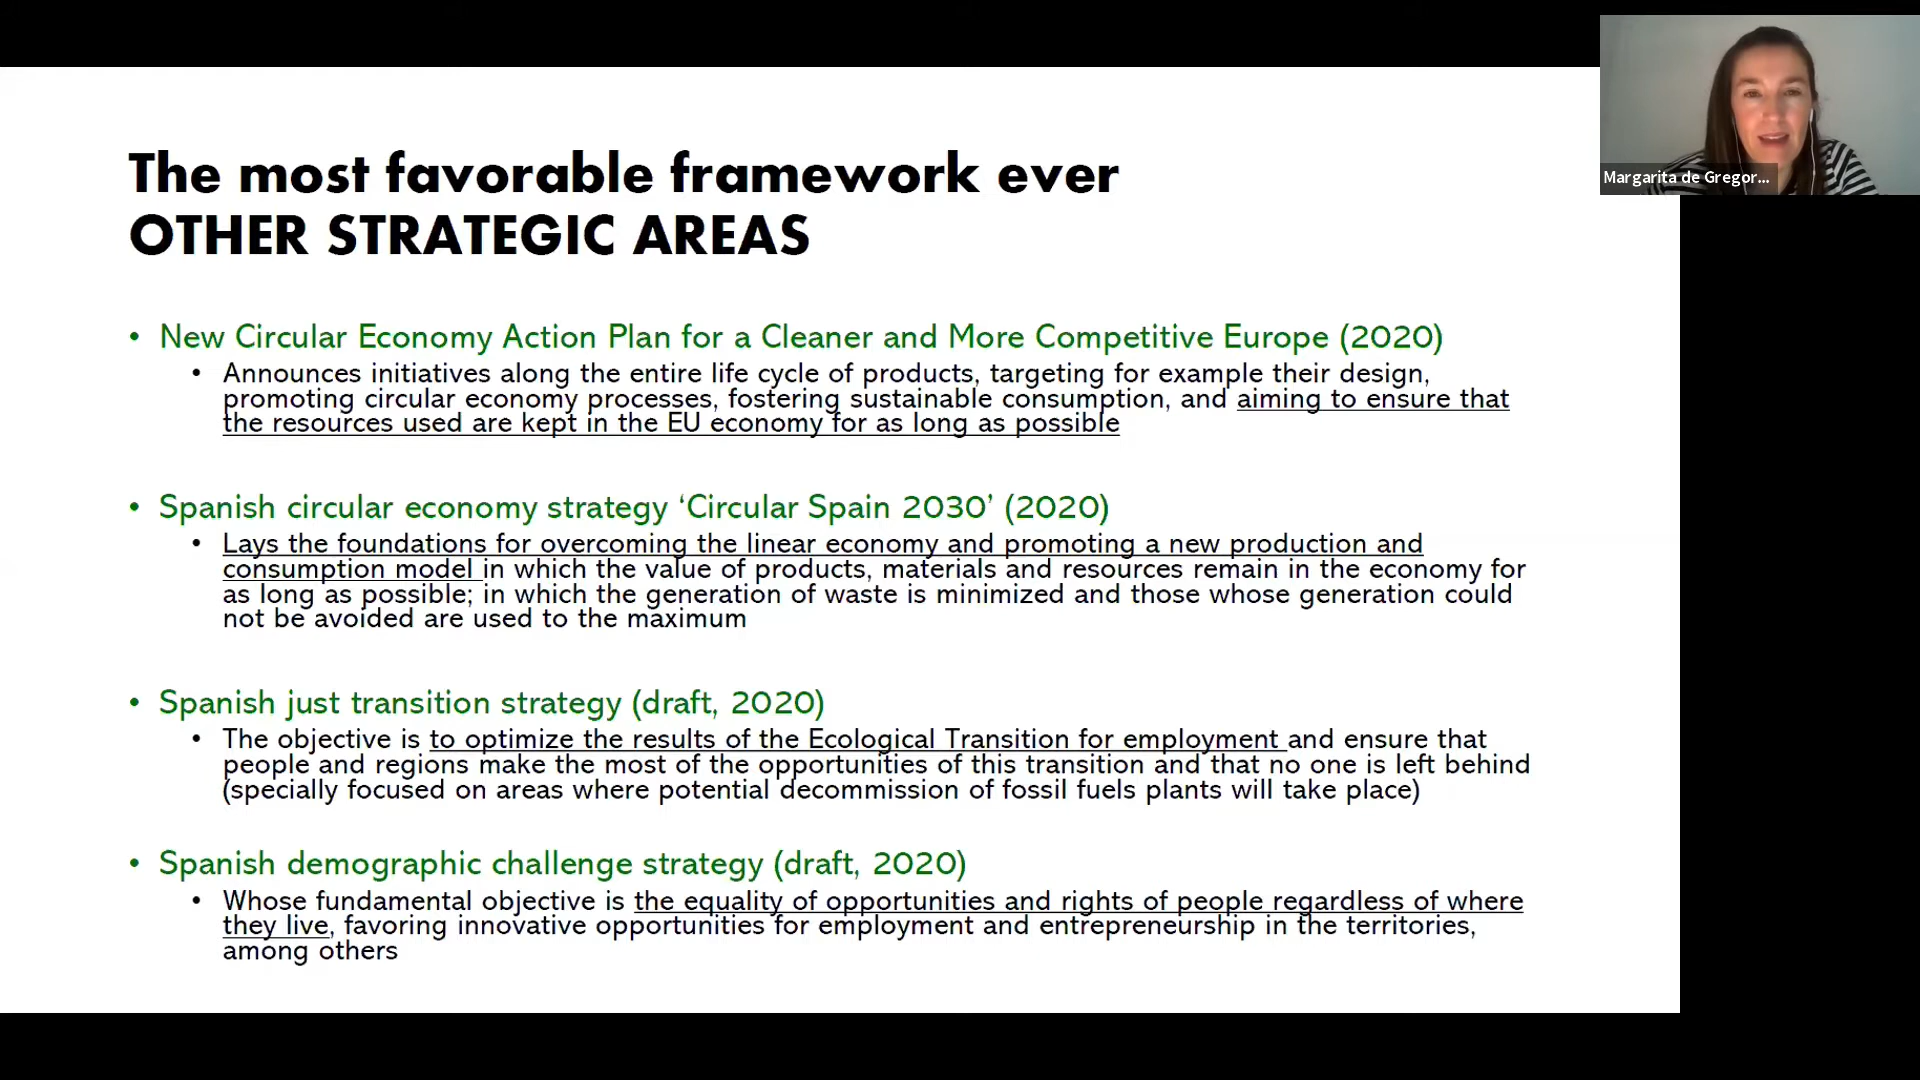 The most favorable framework ever
OTHER STRATEGIC AREAS
Margarita de Gregor...
• New Circular Economy Action Plan for a Cleaner and More Competitive Europe (2020)
• Announces initiatives along the entire life cycle of products, targeting for example their design,
promoting circular economy processes, fostering sustainable consumption, and aiming to ensure that
the resources used are kept in the EU economy for as long as possible
• Spanish circular economy strategy ‘Circular Spain 2030’ (2020)
• Lays the foundations for overcoming the linear economy and promoting a new production and
consumption model in which the value of products, materials and resources remain in the economy for
as long as possible; in which the generation of waste is minimized and those whose generation could
not be avoided are used to the maximum
• Spanish just transition strategy (draft, 2020)
• The objective is to optimize the results of the Ecological Transition for employment and ensure that
people and regions make the most of the opportunities of this transition and that no one is left behind
(specially focused on areas where potential decommission of fossil fuels plants will take place)
• Spanish demographic challenge strategy (draft, 2020)
• Whose fundamental objective is the equality of opportunities and rights of people regardless of where
they live, favoring innovative opportunities for employment and entrepreneurship in the territories,
among others